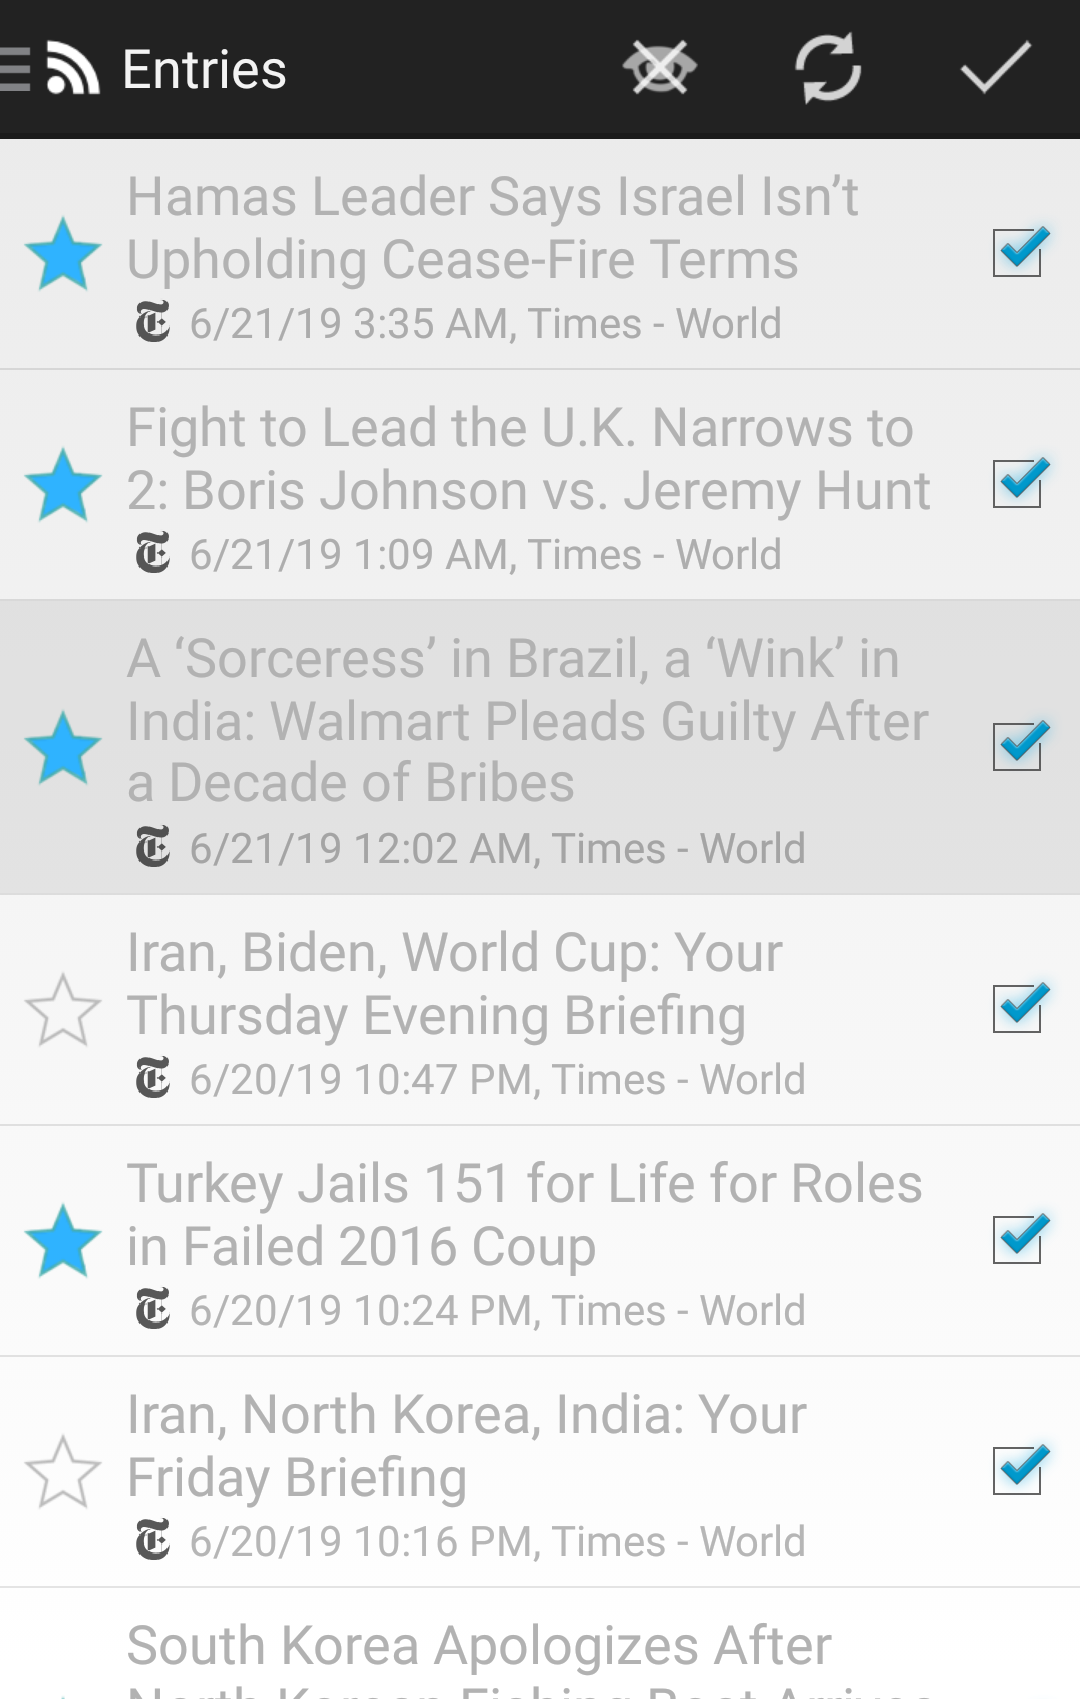 Entries
Hamas Leader Says Israel Isn’t
Upholding Cease-Fire Terms
6/21/19 3:35 AM, Times - World
Fight to Lead the U.K. Narrows to
2: Boris Johnson vs. Jeremy Hunt
6/21/19 1:09 AM, Times - World
A ‘Sorceress’ in Brazil, a ‘Wink’ in
India: Walmart Pleads Guilty After
a Decade of Bribes
6/21/19 12:02 AM, Times - World
Iran, Biden, World Cup: Your
Thursday Evening Briefing
6/20/19 10:47 PM, Times - World
Turkey Jails 151 for Life for Roles
in Failed 2016 Coup
6/20/19 10:24 PM, Times - World
Iran, North Korea, India: Your
Friday Briefing
6/20/19 10:16 PM, Times - World
South Korea Apologizes After
North Korean Fishing Boat Arrives